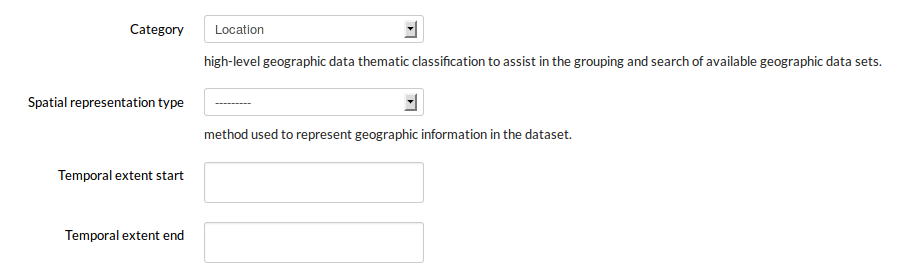 Category Location
high-level geographic data thematic classification to assist in the grouping and search of available geographic data sets.
Spatial representation type ---------
method used to represent geographic information in the dataset.
Temporal extent start
Temporal extent end